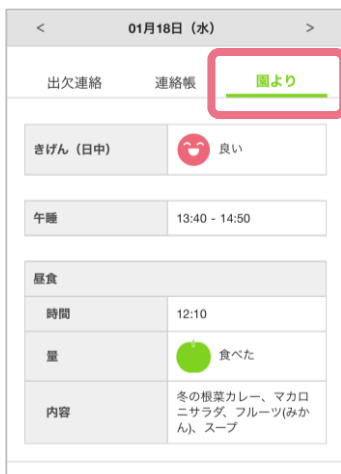 < 01月18日（水） >
出欠連絡 連絡帳 園より
きげん（日中） 良い
午睡 13:40 - 14:50
昼食
時間 12:10
量 食べた
内容 冬の根菜カレー、マカロ
ニサラダ、フルーツ(みか
ん)、スープ